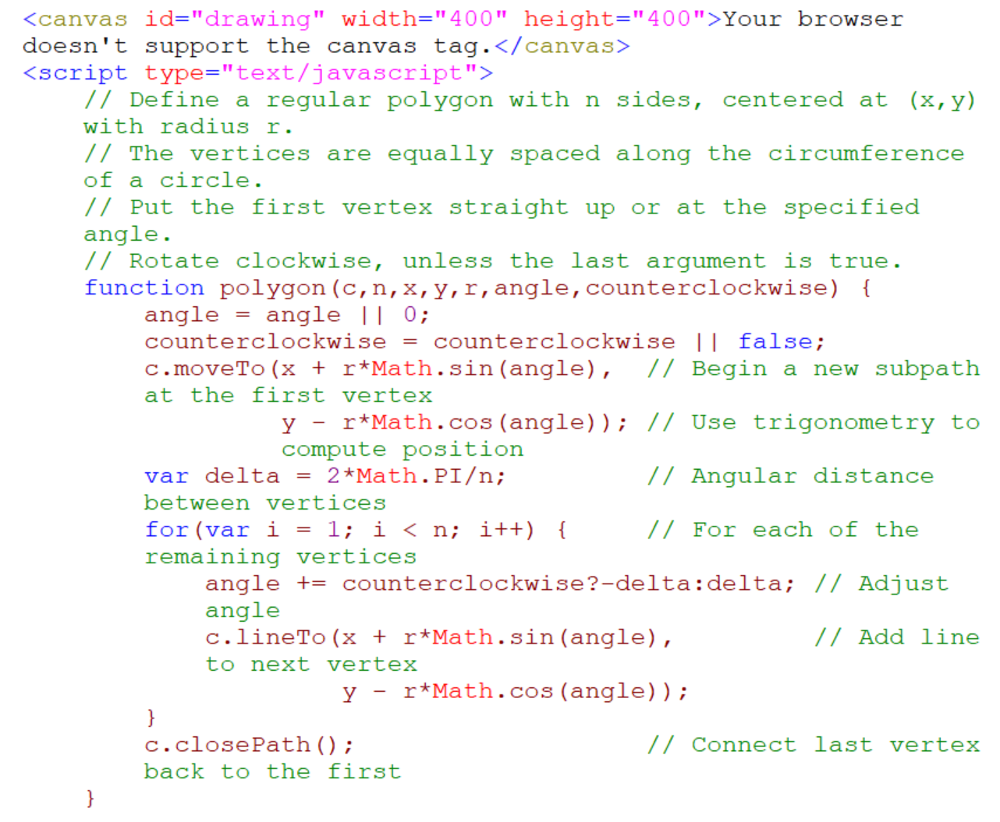 <canvas id="drawing" width="400" height="400">Your browser
doesn't support the canvas tag.</canvas>
<script type="text/javascript">
// Define a regular polygon with n sides, centered at (x,y)
with radius r.
// The vertices are equally spaced along the circumference
of a circle.
// Put the first vertex straight up or at the specified
angle.
// Rotate clockwise, unless the last argument is true.
function polygon(c,n,x,y,r,angle,counterclockwise) {
angle = angle || 0;
counterclockwise = counterclockwise || false;
c.moveTo(x + r*Math.sin(angle), // Begin a new subpath
at the first vertex
y - r*Math.cos(angle)); // Use trigonometry to
compute position
var delta = 2*Math.PI/n; // Angular distance
between vertices
for(var i = 1; i < n; i++) { // For each of the
remaining vertices
angle += counterclockwise?-delta:delta; // Adjust
angle
c.lineTo(x + r*Math.sin(angle), // Add line
to next vertex
y - r*Math.cos(angle));
}
c.closePath(); // Connect last vertex
back to the first
}